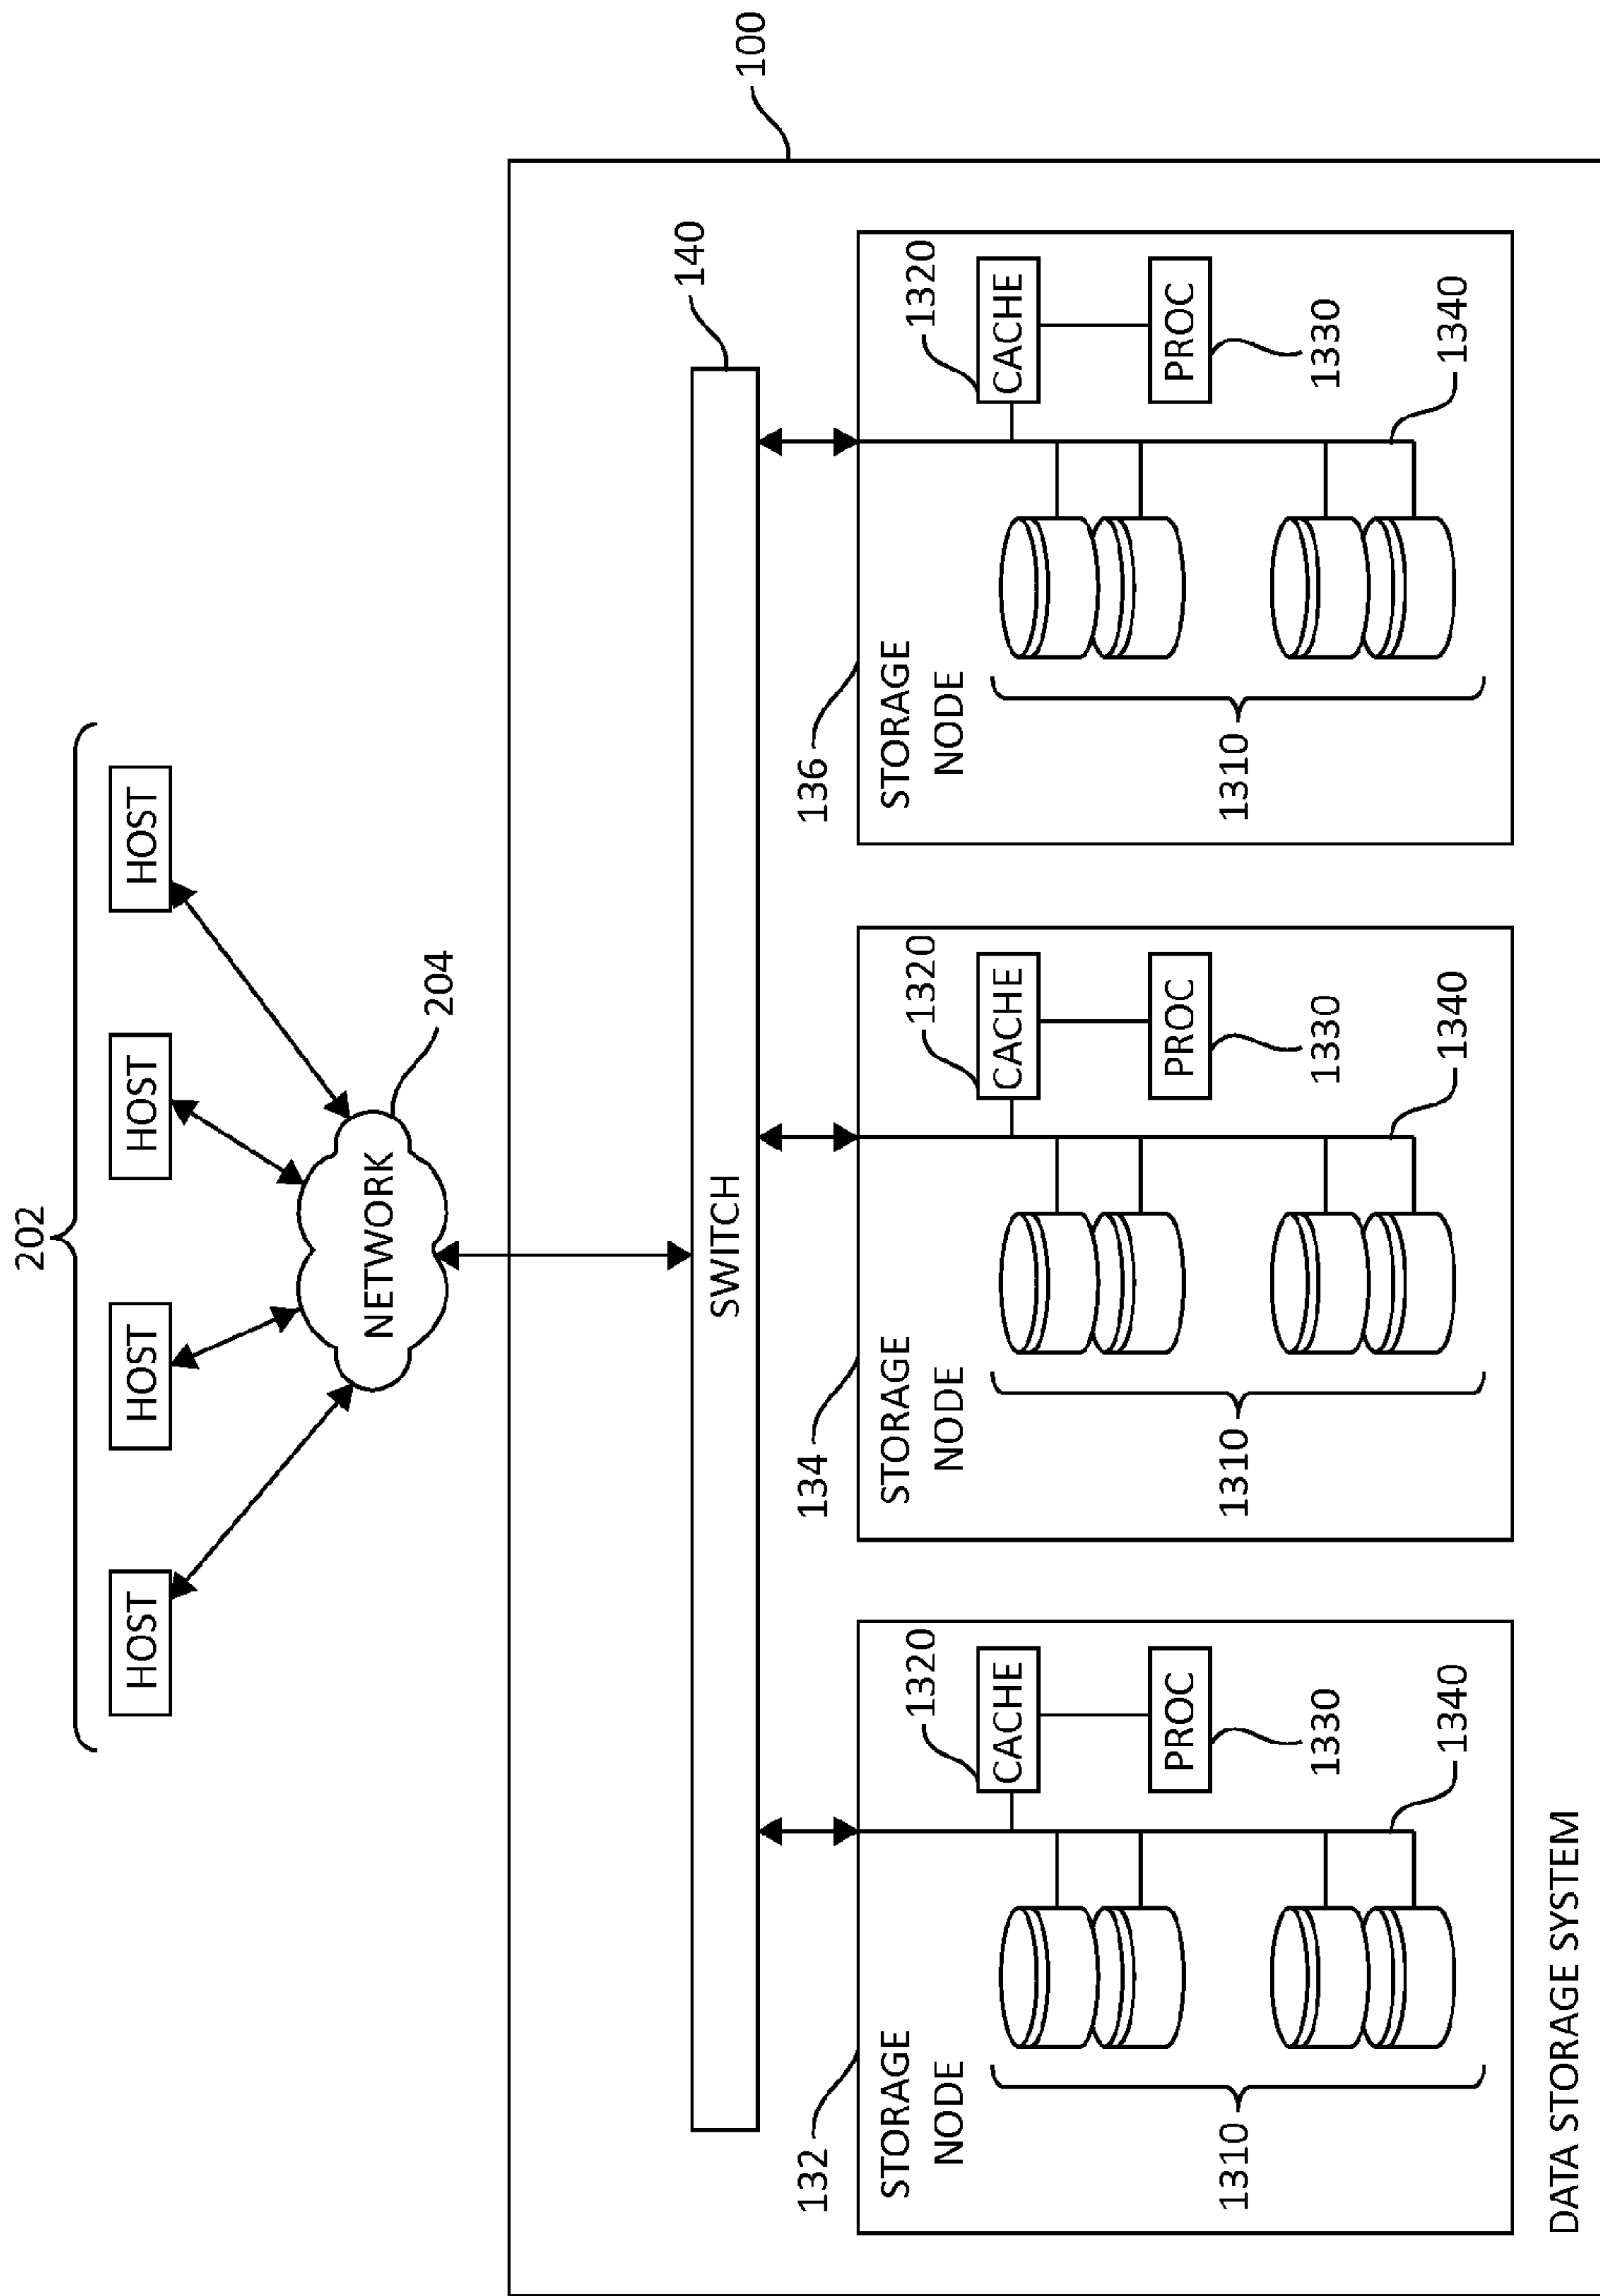 202
HOST
HOST
HOST
HOST
NETWORK
204
100
140
SWITCH
132
STORAGE
NODE
1310
1320
CACHE
PROC
1330
1340
134
STORAGE
NODE
1310
1320
CACHE
PROC
1330
1340
136
STORAGE
NODE
1310
1320
CACHE
PROC
1330
1340
DATA STORAGE SYSTEM